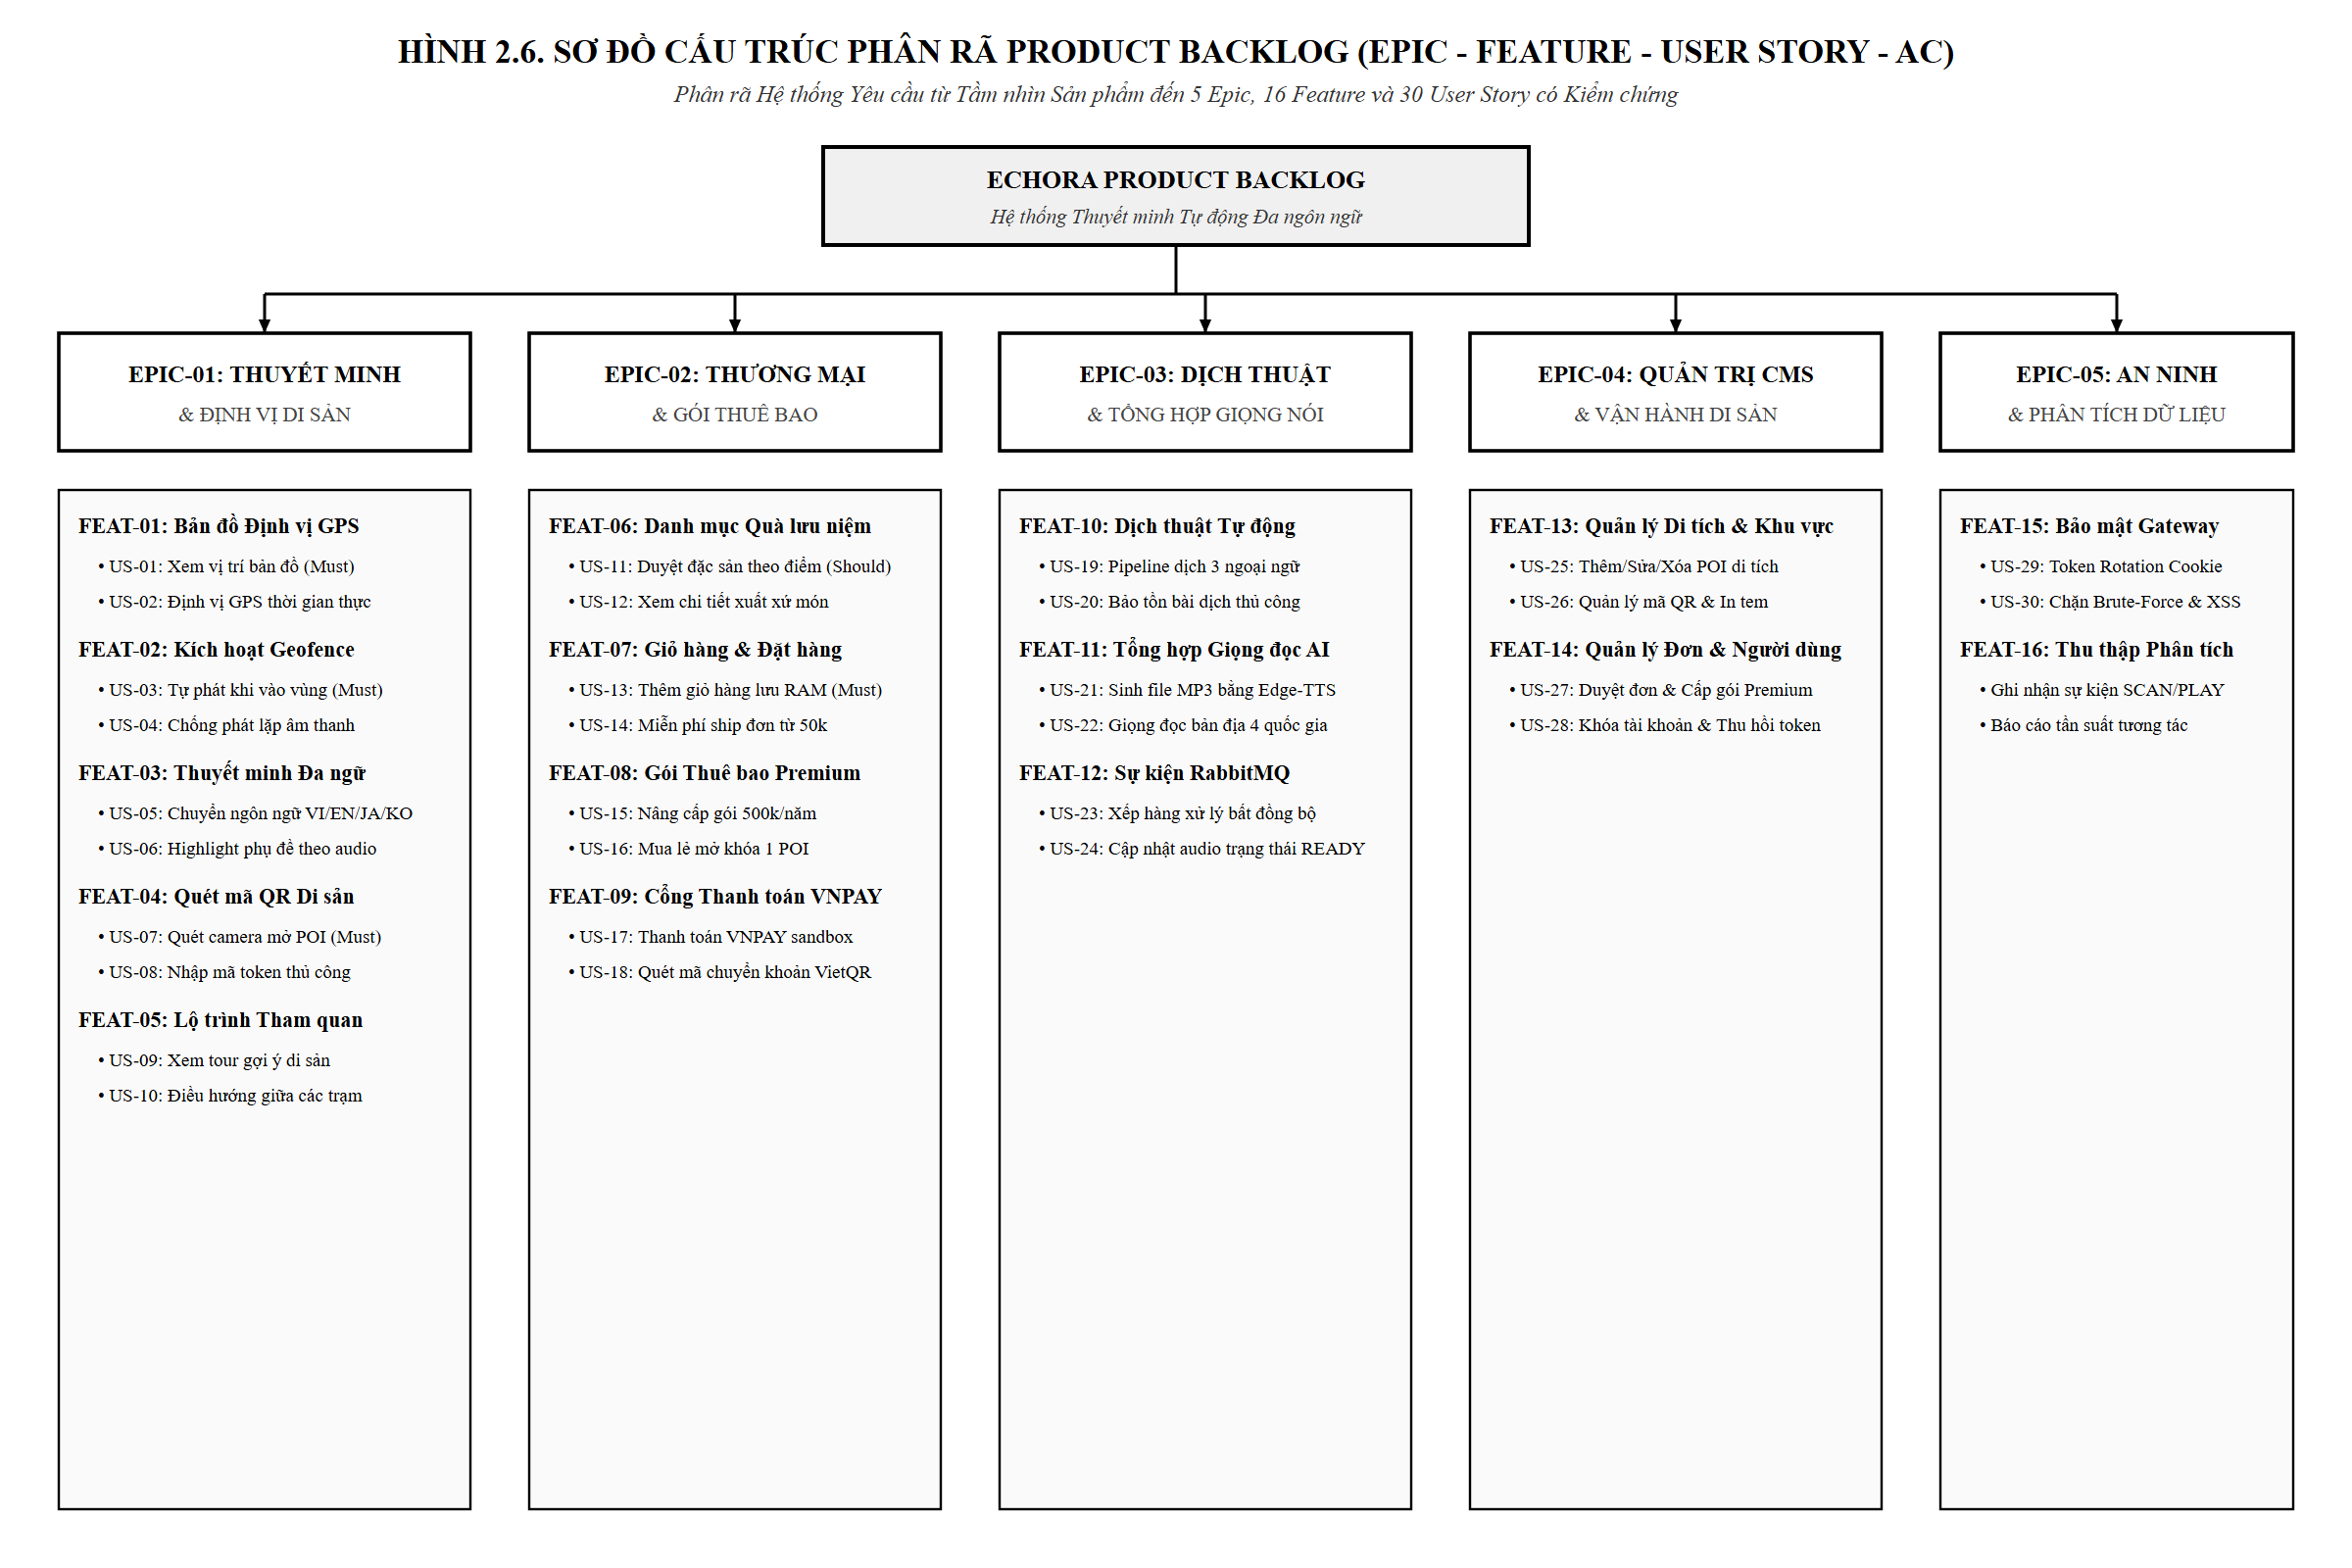 HÌNH 2.6. SƠ ĐỒ CẤU TRÚC PHÂN RÃ PRODUCT BACKLOG (EPIC - FEATURE - USER STORY - AC)
Phân rã Hệ thống Yêu cầu từ Tầm nhìn Sản phẩm đến 5 Epic, 16 Feature và 30 User Story có Kiểm chứng
ECHORA PRODUCT BACKLOG
Hệ thống Thuyết minh Tự động Đa ngôn ngữ
EPIC-01: THUYẾT MINH
& ĐỊNH VỊ DI SẢN
EPIC-02: THƯƠNG MẠI
& GÓI THUÊ BAO
EPIC-03: DỊCH THUẬT
& TỔNG HỢP GIỌNG NÓI
EPIC-04: QUẢN TRỊ CMS
& VẬN HÀNH DI SẢN
EPIC-05: AN NINH
& PHÂN TÍCH DỮ LIỆU
FEAT-01: Bản đồ Định vị GPS
• US-01: Xem vị trí bản đồ (Must)
• US-02: Định vị GPS thời gian thực
FEAT-02: Kích hoạt Geofence
• US-03: Tự phát khi vào vùng (Must)
• US-04: Chống phát lặp âm thanh
FEAT-03: Thuyết minh Đa ngữ
• US-05: Chuyển ngôn ngữ VI/EN/JA/KO
• US-06: Highlight phụ đề theo audio
FEAT-04: Quét mã QR Di sản
• US-07: Quét camera mở POI (Must)
• US-08: Nhập mã token thủ công
FEAT-05: Lộ trình Tham quan
• US-09: Xem tour gợi ý di sản
• US-10: Điều hướng giữa các trạm
FEAT-06: Danh mục Quà lưu niệm
• US-11: Duyệt đặc sản theo điểm (Should)
• US-12: Xem chi tiết xuất xứ món
FEAT-07: Giỏ hàng & Đặt hàng
• US-13: Thêm giỏ hàng lưu RAM (Must)
• US-14: Miễn phí ship đơn từ 50k
FEAT-08: Gói Thuê bao Premium
• US-15: Nâng cấp gói 500k/năm
• US-16: Mua lẻ mở khóa 1 POI
FEAT-09: Cổng Thanh toán VNPAY
• US-17: Thanh toán VNPAY sandbox
• US-18: Quét mã chuyển khoản VietQR
FEAT-10: Dịch thuật Tự động
• US-19: Pipeline dịch 3 ngoại ngữ
• US-20: Bảo tồn bài dịch thủ công
FEAT-11: Tổng hợp Giọng đọc AI
• US-21: Sinh file MP3 bằng Edge-TTS
• US-22: Giọng đọc bản địa 4 quốc gia
FEAT-12: Sự kiện RabbitMQ
• US-23: Xếp hàng xử lý bất đồng bộ
• US-24: Cập nhật audio trạng thái READY
FEAT-13: Quản lý Di tích & Khu vực
• US-25: Thêm/Sửa/Xóa POI di tích
• US-26: Quản lý mã QR & In tem
FEAT-14: Quản lý Đơn & Người dùng
• US-27: Duyệt đơn & Cấp gói Premium
• US-28: Khóa tài khoản & Thu hồi token
FEAT-15: Bảo mật Gateway
• US-29: Token Rotation Cookie
• US-30: Chặn Brute-Force & XSS
FEAT-16: Thu thập Phân tích
• Ghi nhận sự kiện SCAN/PLAY
• Báo cáo tần suất tương tác